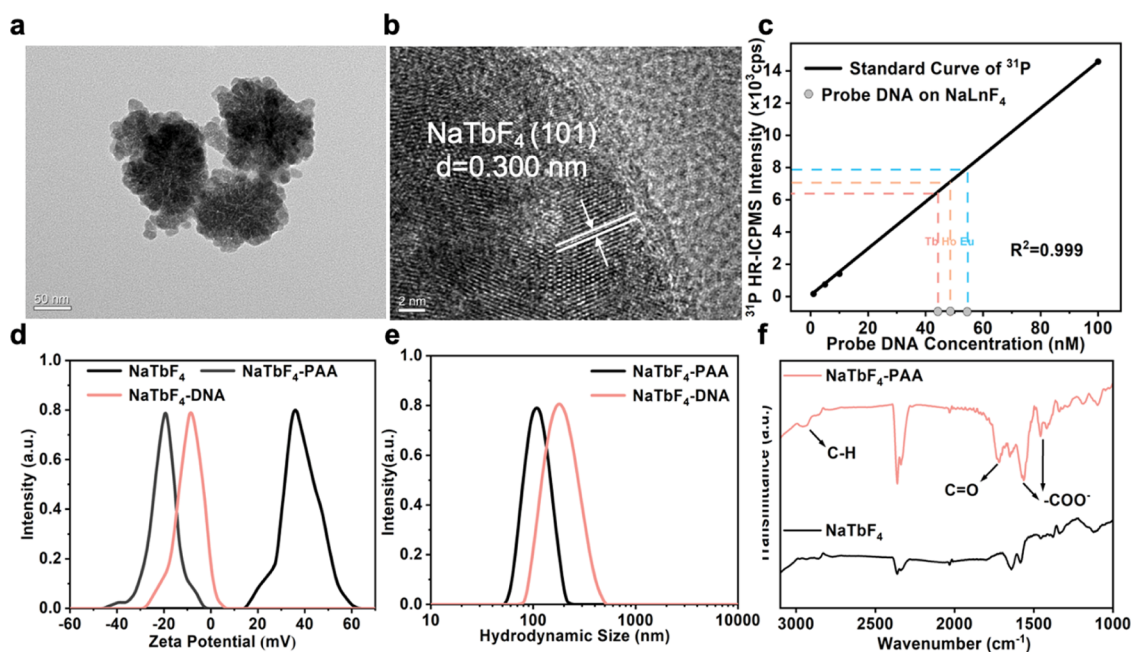 a
50 nm
b
NaTbF₄ (101)
d=0.300 nm
2 nm
c
³¹P HR-ICPMS Intensity (×10³cps)
14
12
10
8
6
4
2
0
Standard Curve of ³¹P
Probe DNA on NaLnF₄
Tb Ho Eu
R²=0.999
0 20 40 60 80 100
Probe DNA Concentration (nM)
d
Intensity (a.u.)
1.0
0.8
0.6
0.4
0.2
0.0
NaTbF₄ NaTbF₄-PAA
NaTbF₄-DNA
-60 -40 -20 0 20 40 60
Zeta Potential (mV)
e
Intensity(a.u.)
1.0
0.8
0.6
0.4
0.2
0.0
NaTbF₄-PAA
NaTbF₄-DNA
10 100 1000 10000
Hydrodynamic Size (nm)
f
Transmittance (a.u.)
NaTbF₄-PAA
C-H
C=O
-COO⁻
NaTbF₄
3000 2500 2000 1500 1000
Wavenumber (cm⁻¹)